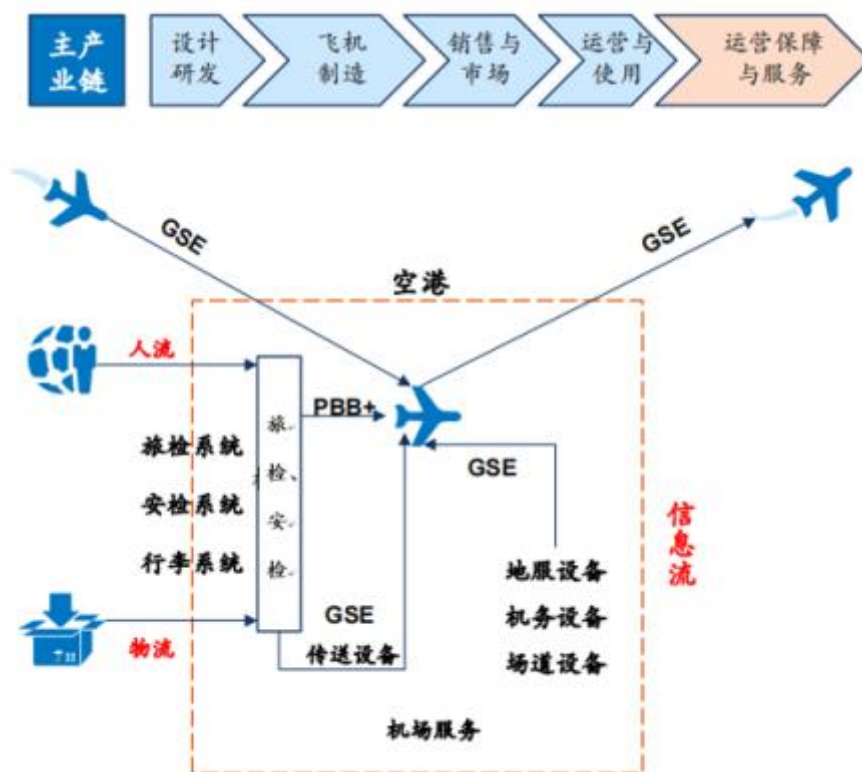 主产
业链
设计
研发
飞机
制造
销售与
市场
运营与
使用
运营保障
与服务
GSE
GSE
空港
人流
PBB+
旅
检、
安
检
旅检系统
安检系统
行李系统
GSE
信
息
流
地服设备
机务设备
场道设备
GSE
传送设备
物流
机场服务